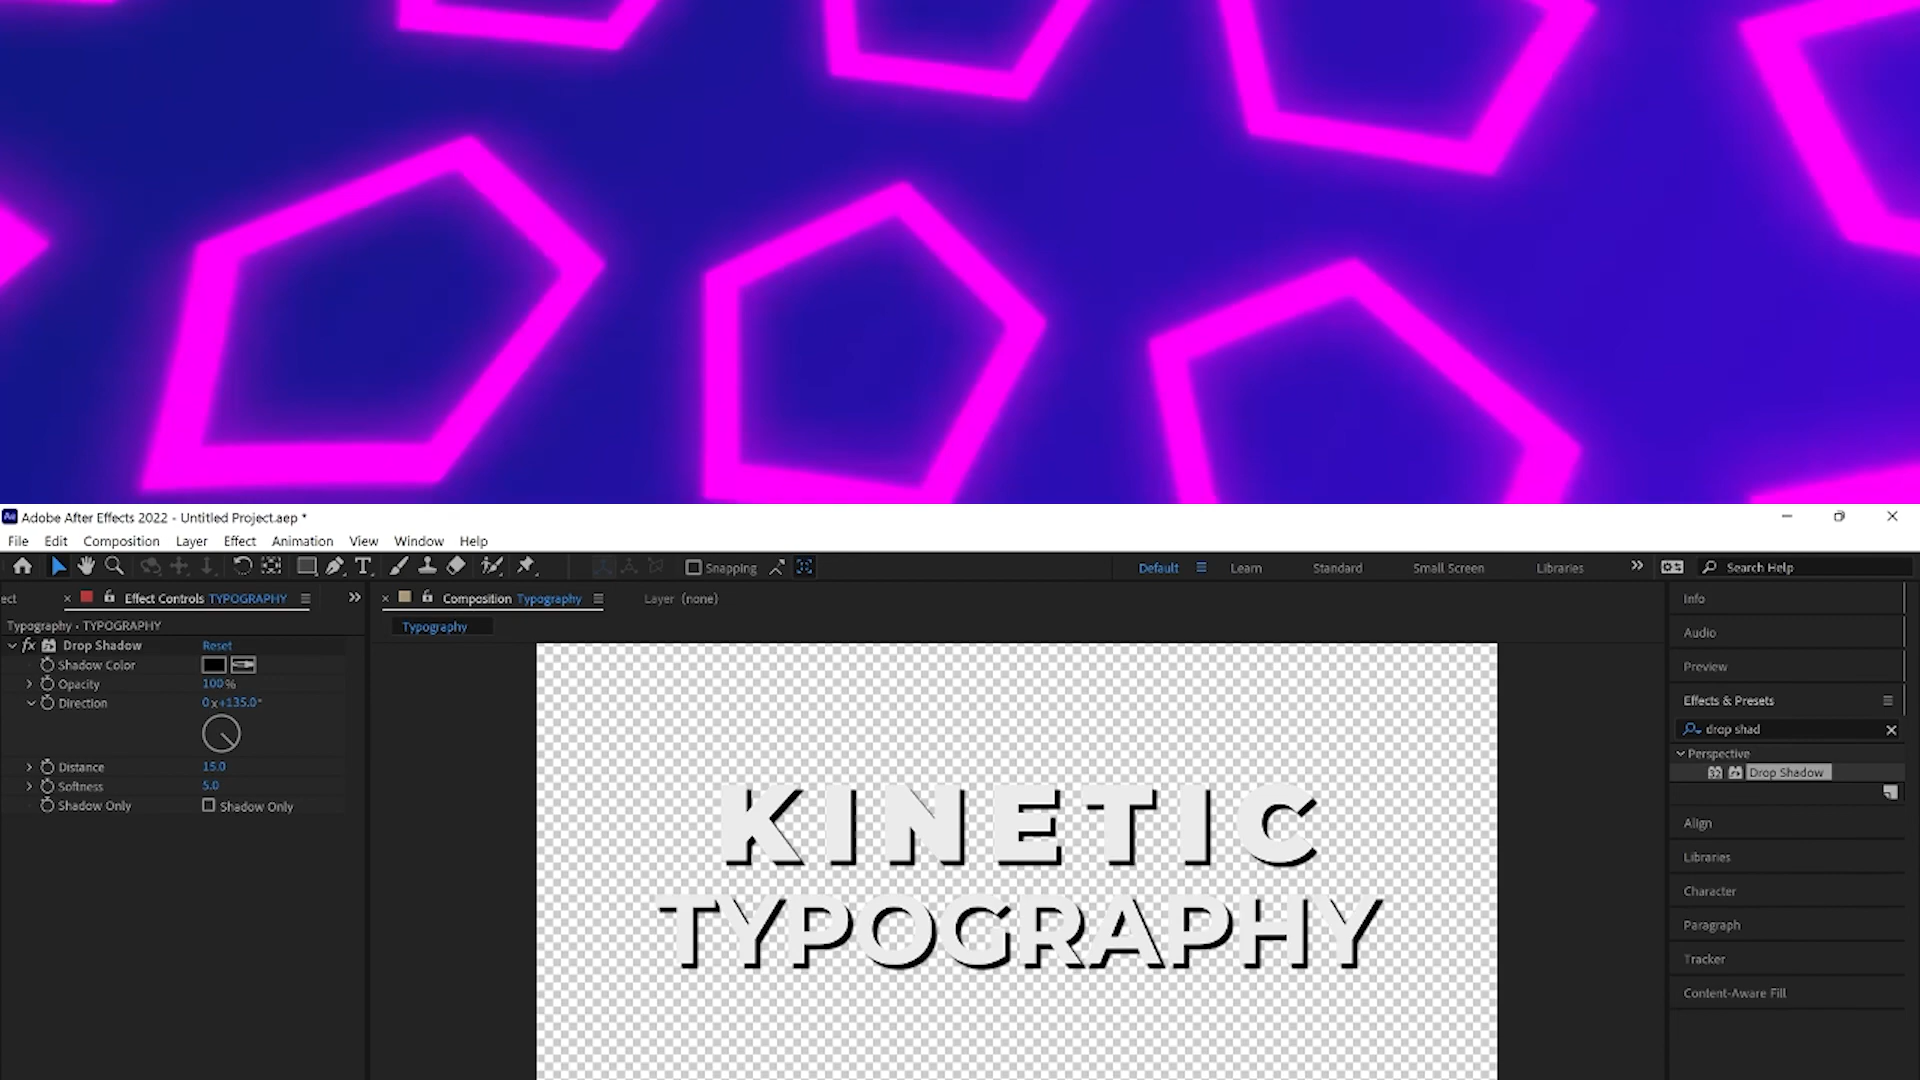 Adobe After Effects 2022 - Untitled Project.aep *
File Edit Composition Layer Effect Animation View Window Help
Snapping Default Learn Standard Small Screen Libraries Search Help
ect Effect Controls TYPOGRAPHY Composition Typography Layer (none) Info
Typography • TYPOGRAPHY Typography
Audio
fx Drop Shadow Reset
Shadow Color
Preview
Opacity 100%
Direction 0x+135.0°
Effects & Presets
drop shad
Perspective
Distance 15.0
Drop Shadow
Softness 5.0
Shadow Only Shadow Only
KINETIC
TYPOGRAPHY
Align
Libraries
Character
Paragraph
Tracker
Content-Aware Fill